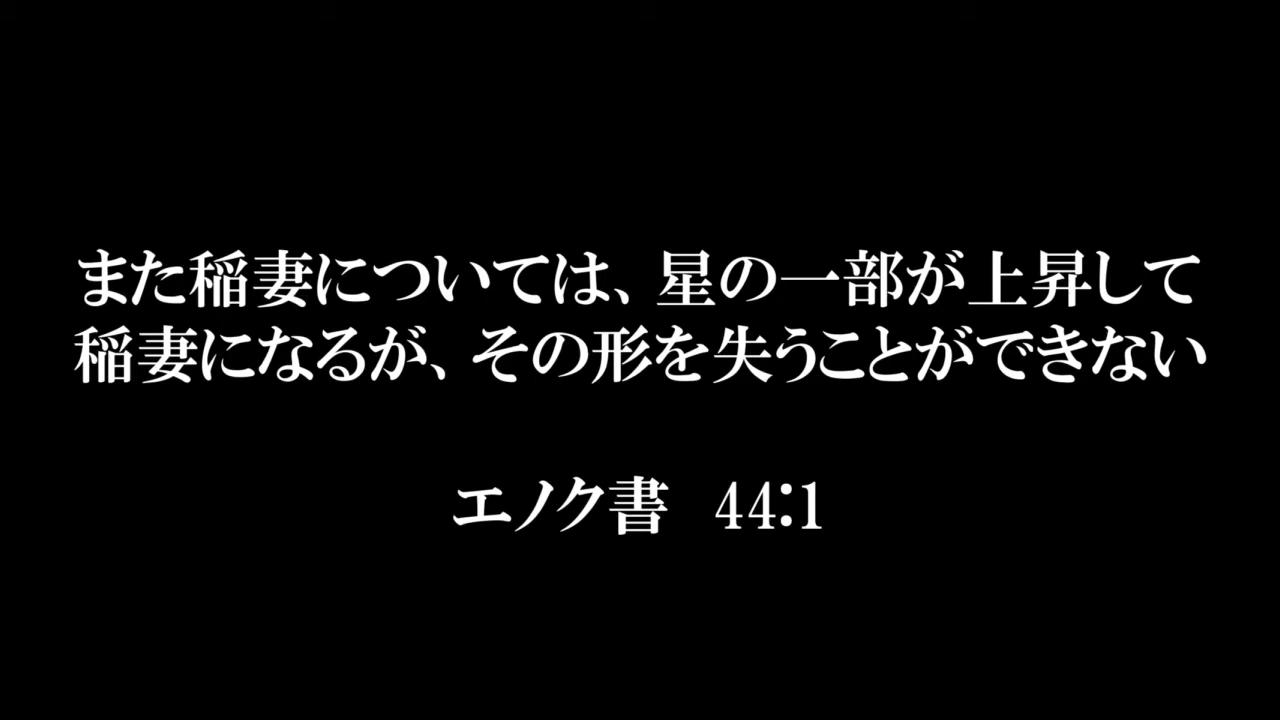 また稲妻については、星の一部が上昇して
稲妻になるが、その形を失うことができない
エノク書　44:1